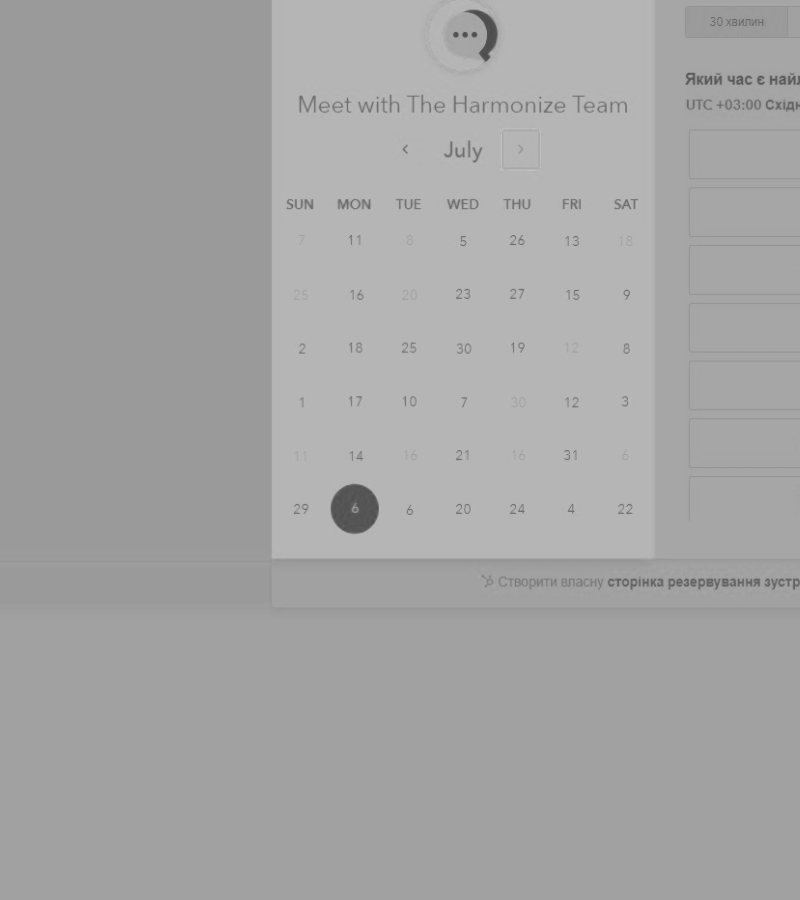 30 хвилин
Meet with The Harmonize Team
Який час є най
UTC +03:00 Східн
July
SUN MON TUE WED THU FRI SAT
7 11 8 5 26 13 18
25 16 20 23 27 15 9
2 18 25 30 19 12 8
1 17 10 7 30 12 3
11 14 16 21 16 31 6
29 6 6 20 24 4 22
Створити власну сторінка резервування зустр